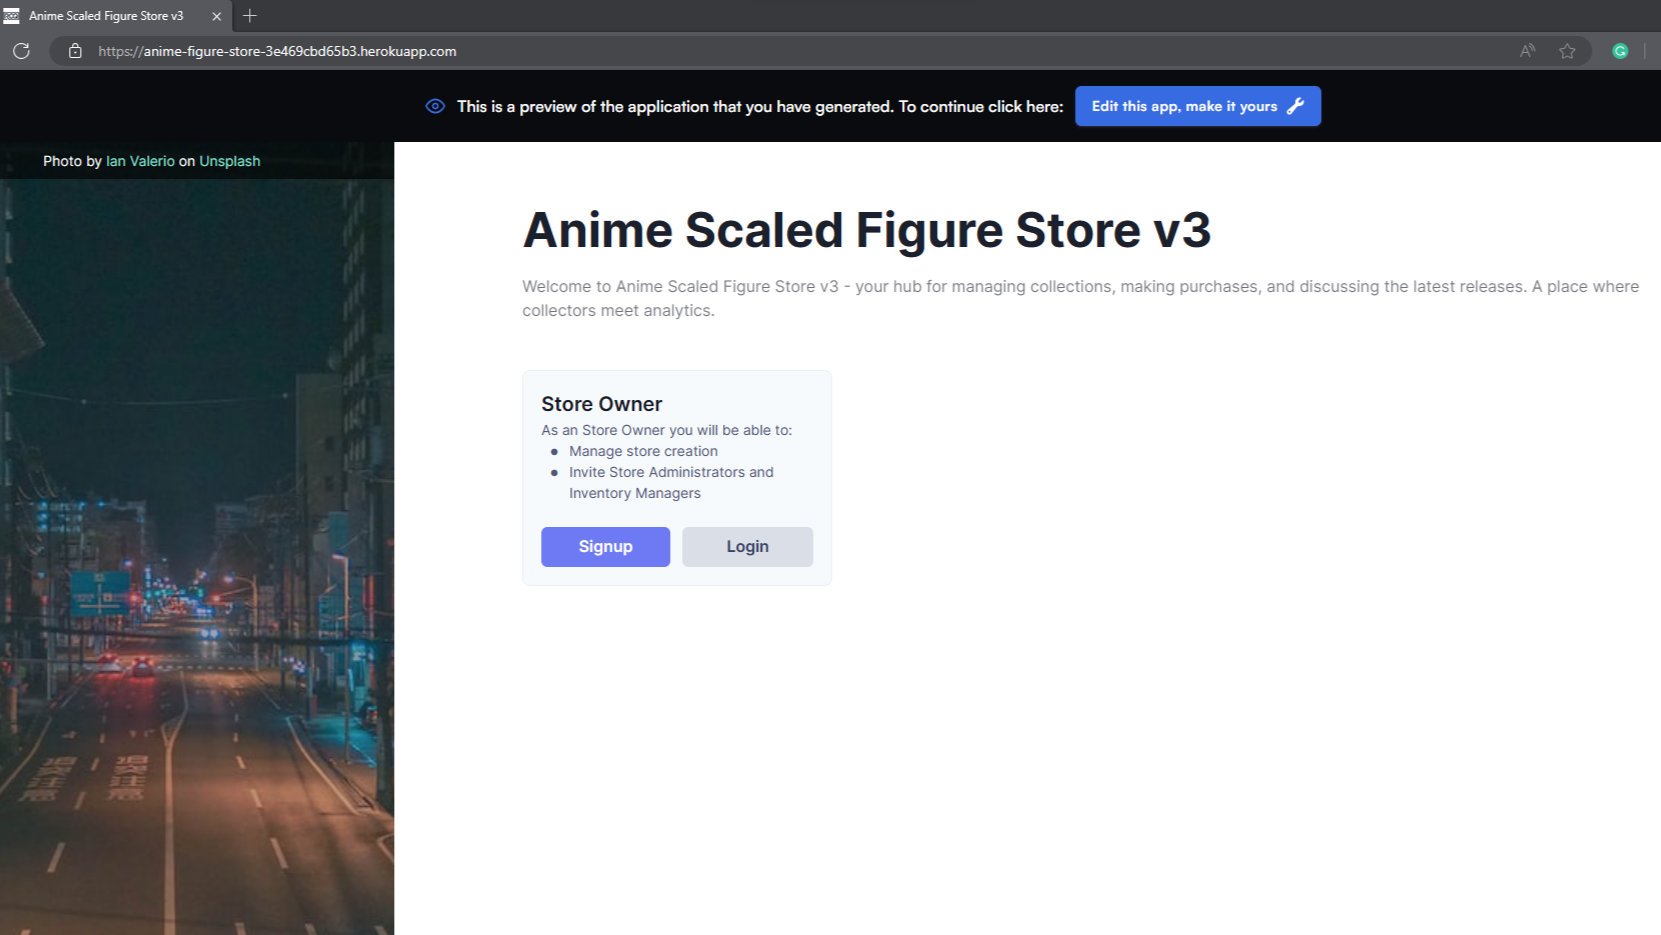 Anime Scaled Figure Store v3
https://anime-figure-store-3e469cbd65b3.herokuapp.com
This is a preview of the application that you have generated. To continue click here:
Edit this app, make it yours
Photo by Ian Valerio on Unsplash
Anime Scaled Figure Store v3
Welcome to Anime Scaled Figure Store v3 - your hub for managing collections, making purchases, and discussing the latest releases. A place where
collectors meet analytics.
Store Owner
As an Store Owner you will be able to:
Manage store creation
Invite Store Administrators and
Inventory Managers
Signup
Login